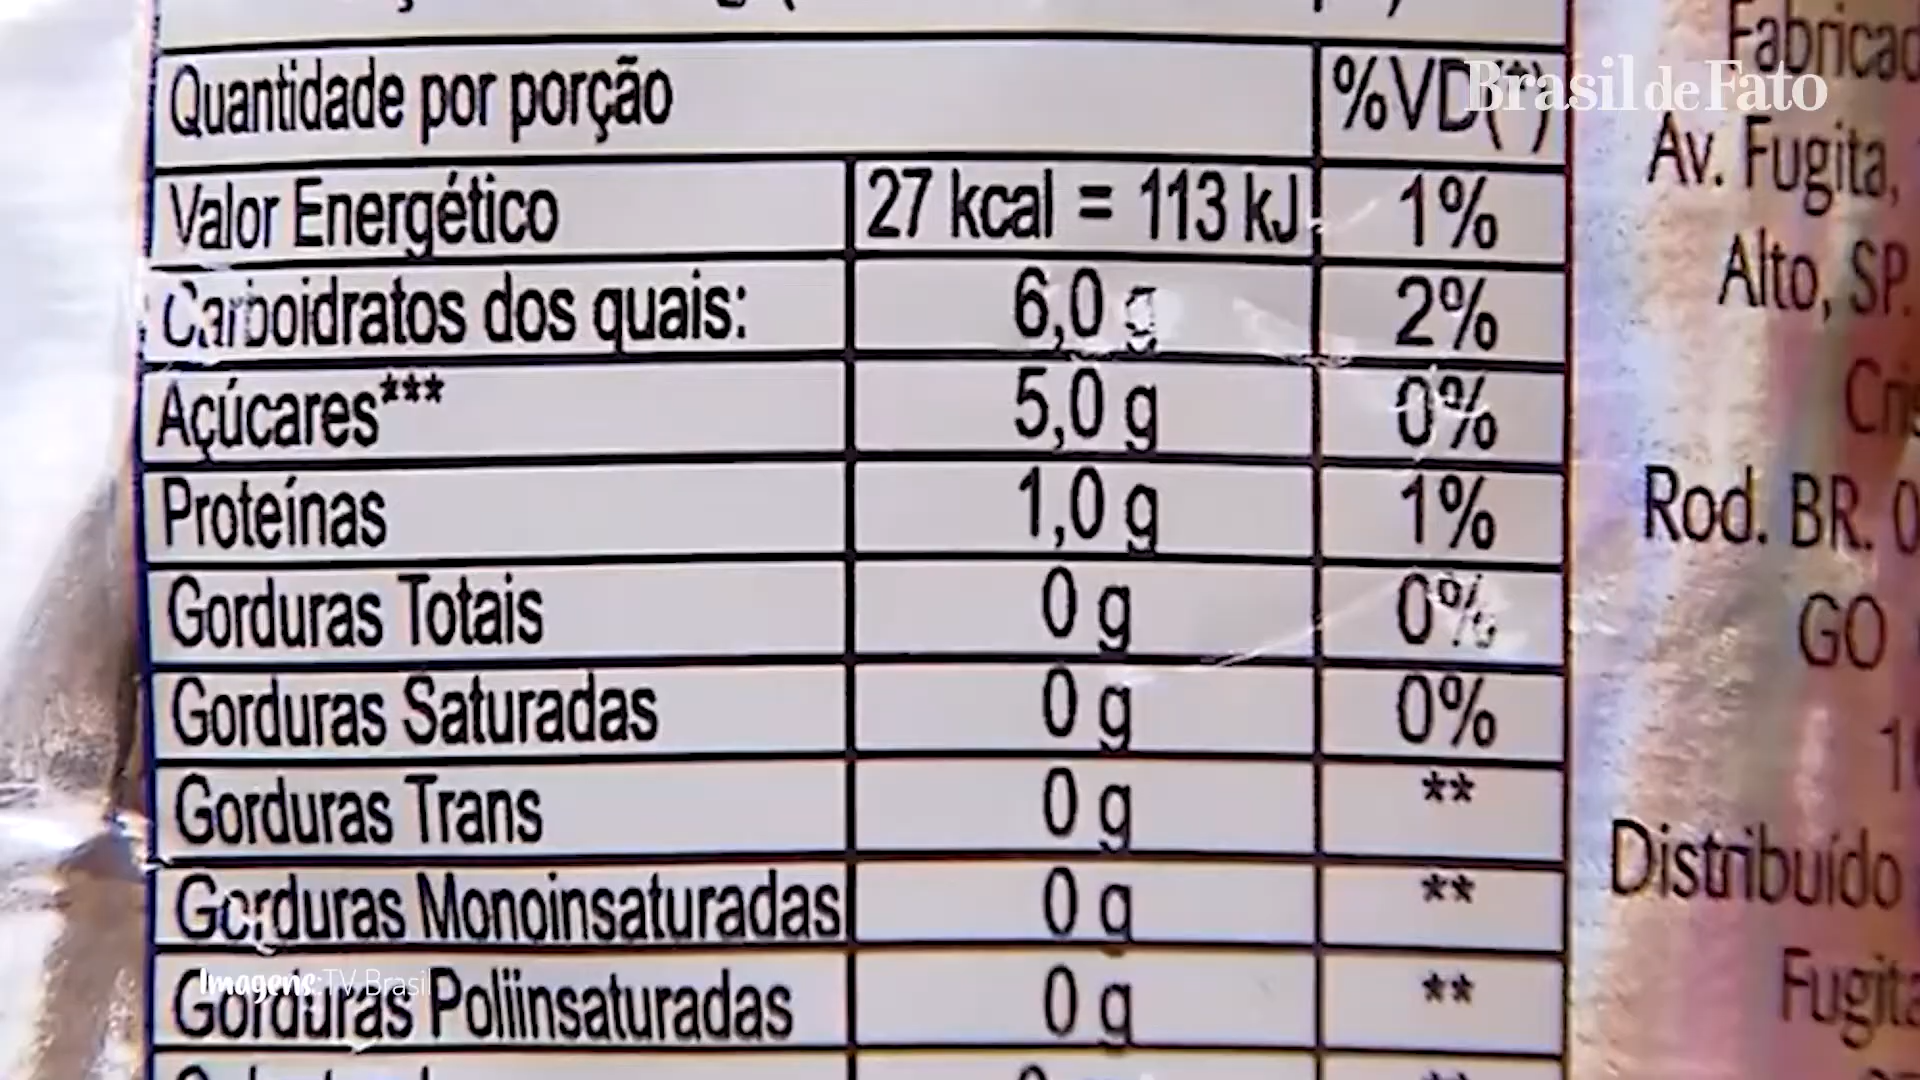 Quantidade por porção %VD(*)
Valor Energético 27 kcal = 113 kJ 1%
Carboidratos dos quais: 6,0 g 2%
Açúcares*** 5,0 g 0%
Proteínas 1,0 g 1%
Gorduras Totais 0 g 0%
Gorduras Saturadas 0 g 0%
Gorduras Trans 0 g **
Gorduras Monoinsaturadas 0 g **
Gorduras Poliinsaturadas 0 g **
Brasil de Fato
Av. Fugita,
Alto, SP.
Rod. BR.
GO
Distribuído
Imagens: TV Brasil